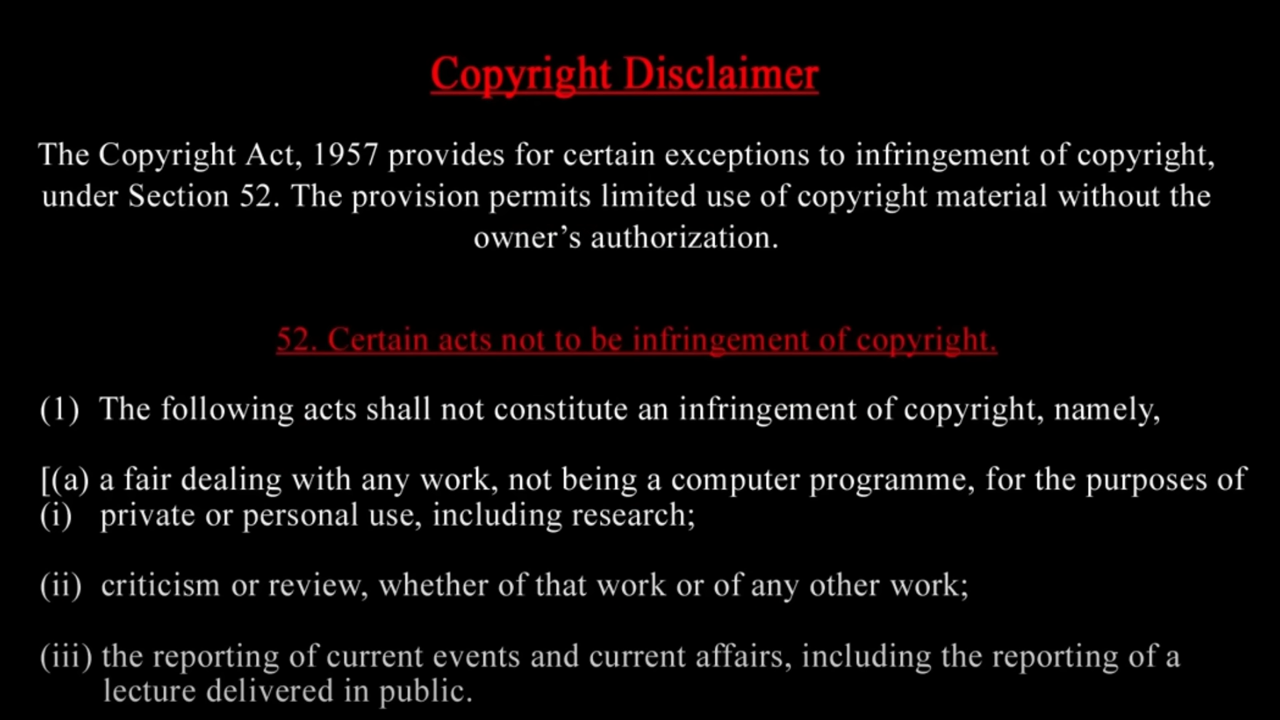 Copyright Disclaimer
The Copyright Act, 1957 provides for certain exceptions to infringement of copyright,
under Section 52. The provision permits limited use of copyright material without the
owner’s authorization.
52. Certain acts not to be infringement of copyright.
(1) The following acts shall not constitute an infringement of copyright, namely,
[(a) a fair dealing with any work, not being a computer programme, for the purposes of
(i) private or personal use, including research;
(ii) criticism or review, whether of that work or of any other work;
(iii) the reporting of current events and current affairs, including the reporting of a
lecture delivered in public.